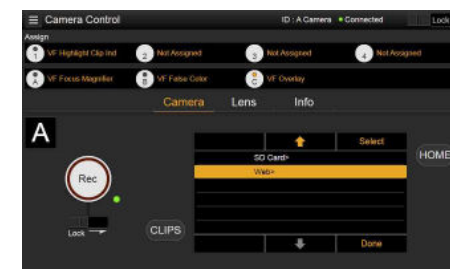 Camera Control ID : A Camera Connected Lock
Assign
1 VF Highlight Clip Ind 2 Not Assigned 3 Not Assigned 4 Not Assigned
A VF Focus Magnifier B VF False Color C VF Overlay
Camera Lens Info
A
Select
SD Card>
HOME
Web>
Rec
Lock
CLIPS
Done